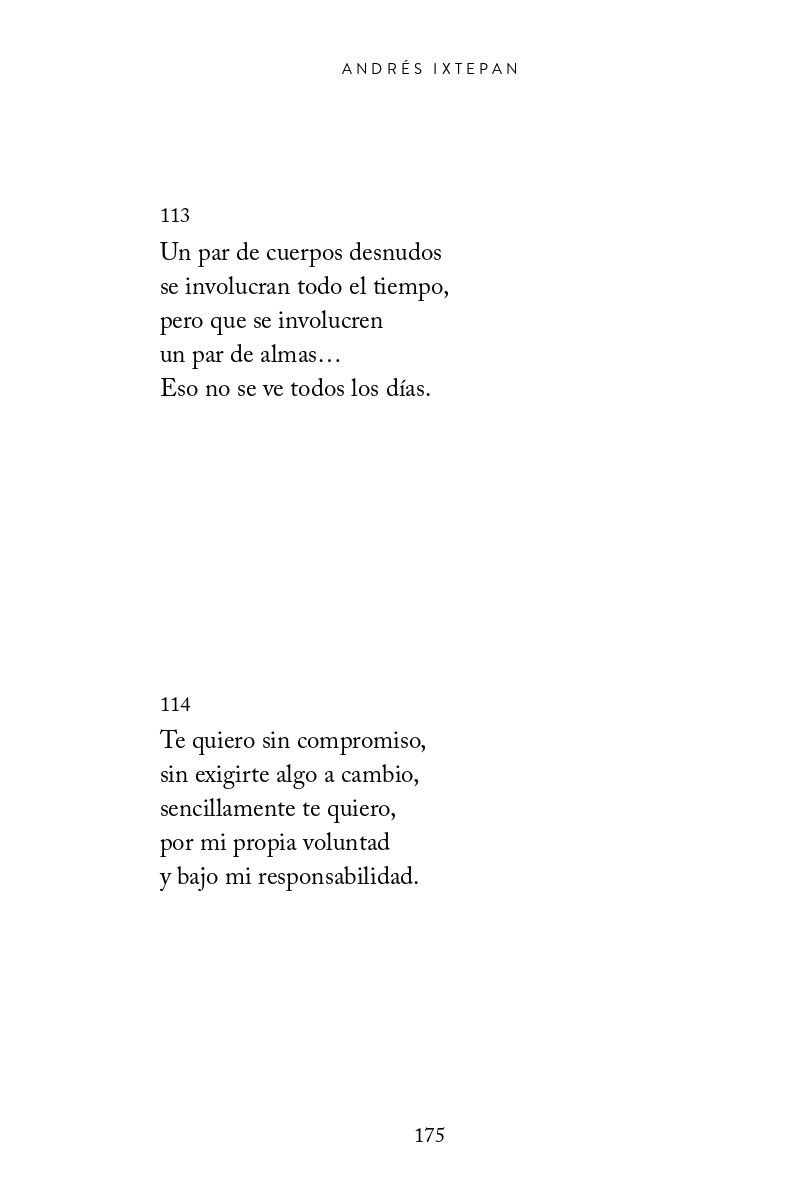 ANDRÉS IXTEPAN
113
Un par de cuerpos desnudos
se involucran todo el tiempo,
pero que se involucren
un par de almas…
Eso no se ve todos los días.
114
Te quiero sin compromiso,
sin exigirte algo a cambio,
sencillamente te quiero,
por mi propia voluntad
y bajo mi responsabilidad.
175